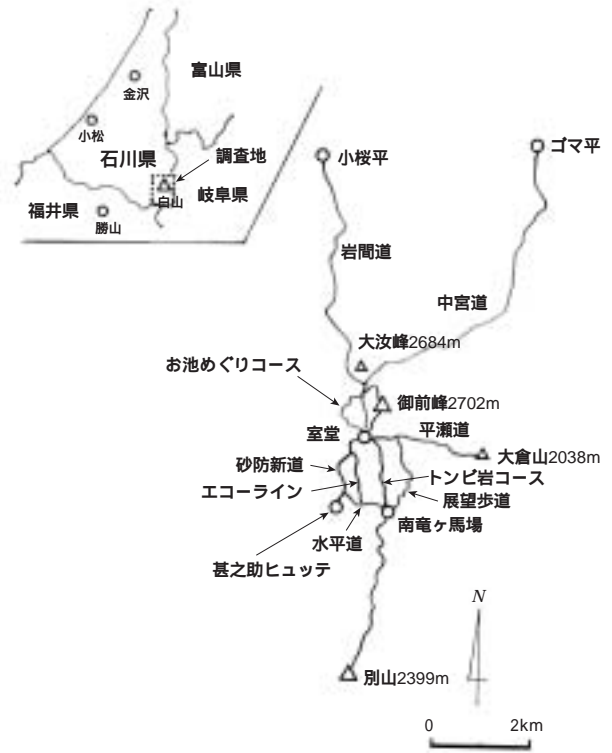 富山県
金沢
小松
石川県
調査地
白山
岐阜県
福井県
勝山
小桜平
ゴマ平
岩間道
中宮道
大汝峰2684m
お池めぐりコース
御前峰2702m
室堂
平瀬道
大倉山2038m
砂防新道
トンビ岩コース
エコーライン
展望歩道
南竜ヶ馬場
水平道
甚之助ヒュッテ
N
別山2399m
0 2km